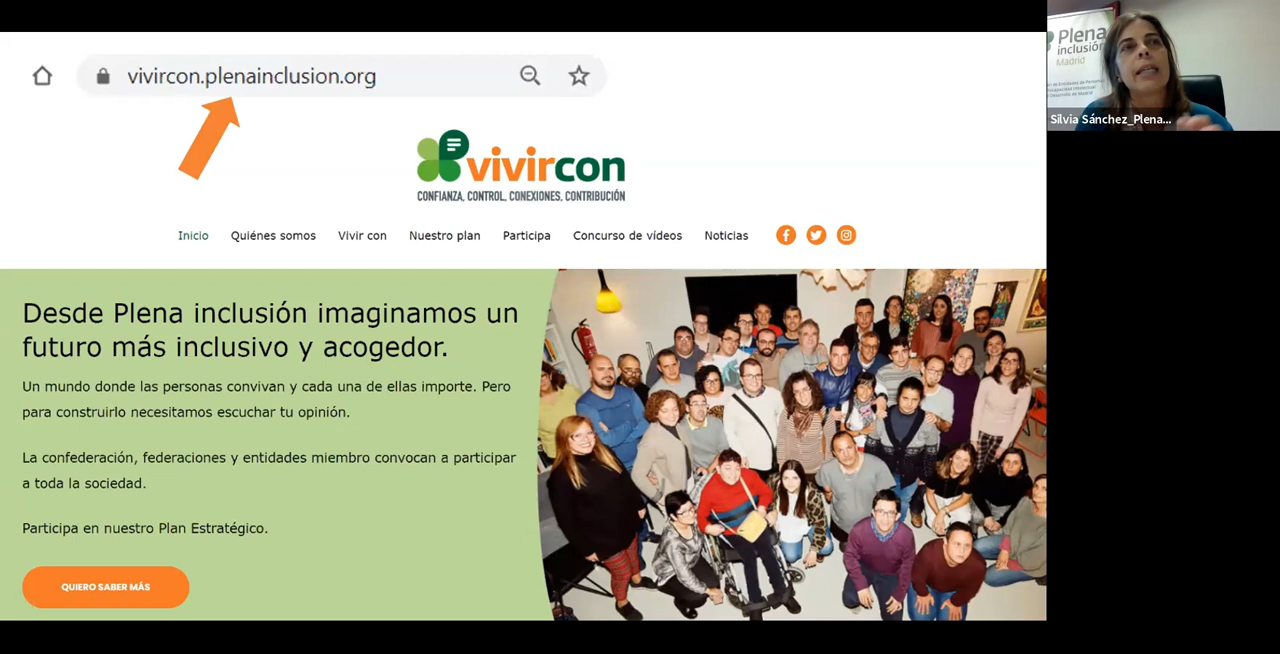 vivircon.plenainclusion.org
vivircon
CONFIANZA, CONTROL, CONEXIONES, CONTRIBUCIÓN
Inicio Quiénes somos Vivir con Nuestro plan Participa Concurso de vídeos Noticias
Desde Plena inclusión imaginamos un
futuro más inclusivo y acogedor.
Un mundo donde las personas convivan y cada una de ellas importe. Pero
para construirlo necesitamos escuchar tu opinión.
La confederación, federaciones y entidades miembro convocan a participar
a toda la sociedad.
Participa en nuestro Plan Estratégico.
QUIERO SABER MÁS
Plena
inclusión
Madrid
Silvia Sánchez_Plena...